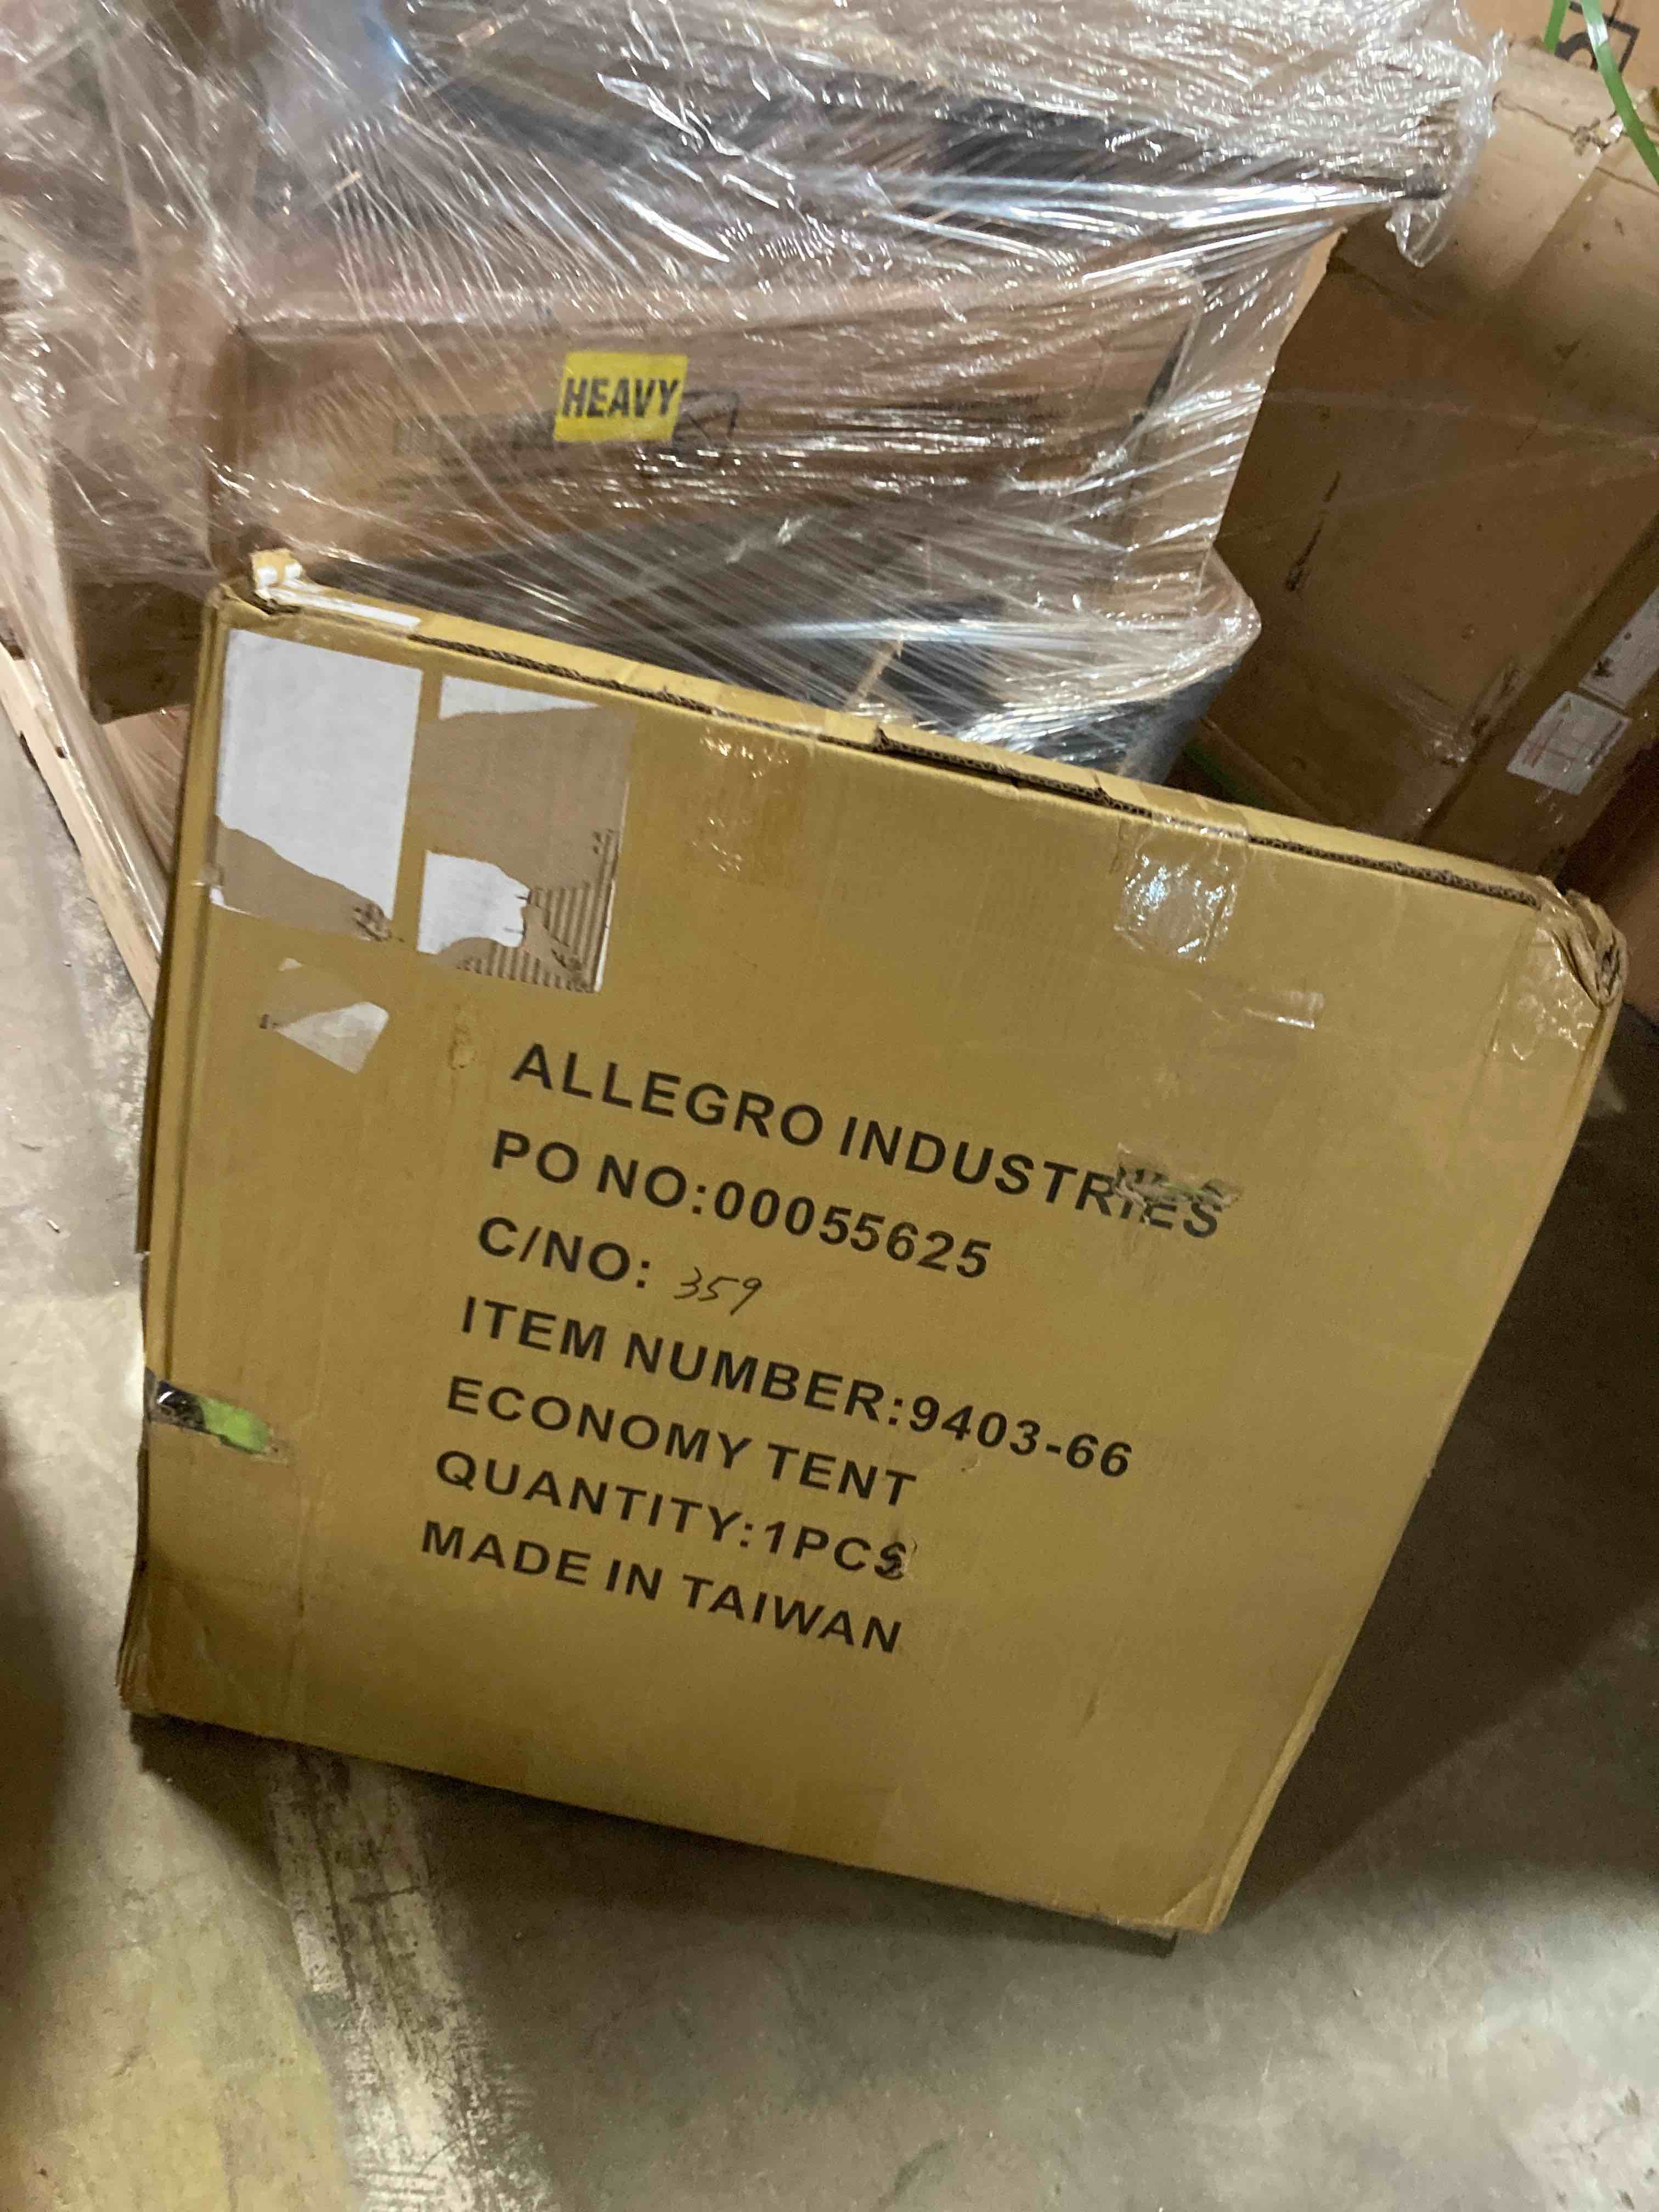 HEAVY
ALLEGRO INDUSTRIES
PO NO:00055625
C/NO: 359
ITEM NUMBER:9403-66
ECONOMY TENT
QUANTITY:1PCS
MADE IN TAIWAN